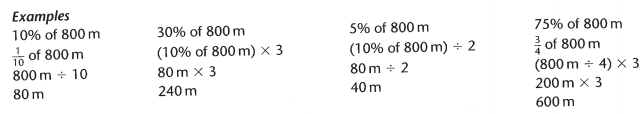 Examples
10% of 800 m
1/10 of 800 m
800 m ÷ 10
80 m
30% of 800 m
(10% of 800 m) × 3
80 m × 3
240 m
5% of 800 m
(10% of 800 m) ÷ 2
80 m ÷ 2
40 m
75% of 800 m
3/4 of 800 m
(800 m ÷ 4) × 3
200 m × 3
600 m